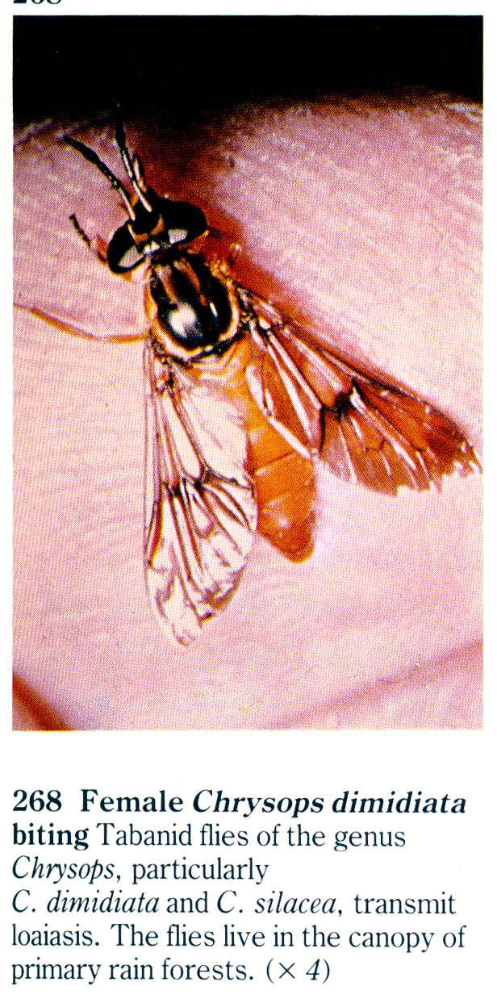 268
268 Female Chrysops dimidiata
biting Tabanid flies of the genus
Chrysops, particularly
C. dimidiata and C. silacea, transmit
loaiasis. The flies live in the canopy of
primary rain forests. (× 4)